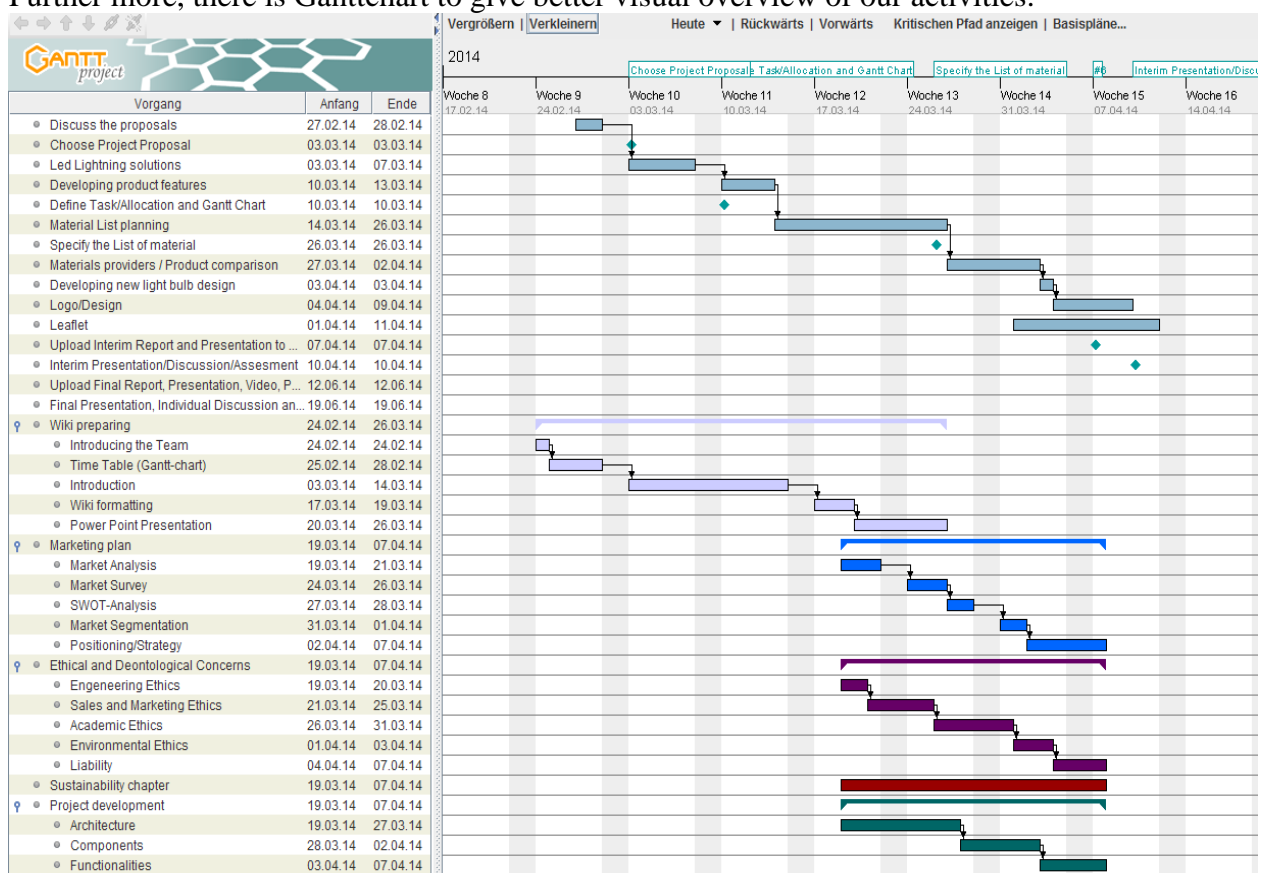 Further more, there is Ganttchart to give better visual overview of our activities.
Vergrößern | Verkleinern Heute | Rückwärts | Vorwärts Kritischen Pfad anzeigen | Basispläne...
GANTT project
2014
Choose Project Proposal Task/Allocation and Gantt Chart Specify the List of material #6 Interim Presentation/Discu
Woche 8 Woche 9 Woche 10 Woche 11 Woche 12 Woche 13 Woche 14 Woche 15 Woche 16
17.02.14 24.02.14 03.03.14 10.03.14 17.03.14 24.03.14 31.03.14 07.04.14 14.04.14
Vorgang Anfang Ende
Discuss the proposals 27.02.14 28.02.14
Choose Project Proposal 03.03.14 03.03.14
Led Lightning solutions 03.03.14 07.03.14
Developing product features 10.03.14 13.03.14
Define Task/Allocation and Gantt Chart 10.03.14 10.03.14
Material List planning 14.03.14 26.03.14
Specify the List of material 26.03.14 26.03.14
Materials providers / Product comparison 27.03.14 02.04.14
Developing new light bulb design 03.04.14 03.04.14
Logo/Design 04.04.14 09.04.14
Leaflet 01.04.14 11.04.14
Upload Interim Report and Presentation to ... 07.04.14 07.04.14
Interim Presentation/Discussion/Assesment 10.04.14 10.04.14
Upload Final Report, Presentation, Video, P... 12.06.14 12.06.14
Final Presentation, Individual Discussion an... 19.06.14 19.06.14
Wiki preparing 24.02.14 26.03.14
Introducing the Team 24.02.14 24.02.14
Time Table (Gantt-chart) 25.02.14 28.02.14
Introduction 03.03.14 14.03.14
Wiki formatting 17.03.14 19.03.14
Power Point Presentation 20.03.14 26.03.14
Marketing plan 19.03.14 07.04.14
Market Analysis 19.03.14 21.03.14
Market Survey 24.03.14 26.03.14
SWOT-Analysis 27.03.14 28.03.14
Market Segmentation 31.03.14 01.04.14
Positioning/Strategy 02.04.14 07.04.14
Ethical and Deontological Concerns 19.03.14 07.04.14
Engeneering Ethics 19.03.14 20.03.14
Sales and Marketing Ethics 21.03.14 25.03.14
Academic Ethics 26.03.14 31.03.14
Environmental Ethics 01.04.14 03.04.14
Liability 04.04.14 07.04.14
Sustainability chapter 19.03.14 07.04.14
Project development 19.03.14 07.04.14
Architecture 19.03.14 27.03.14
Components 28.03.14 02.04.14
Functionalities 03.04.14 07.04.14